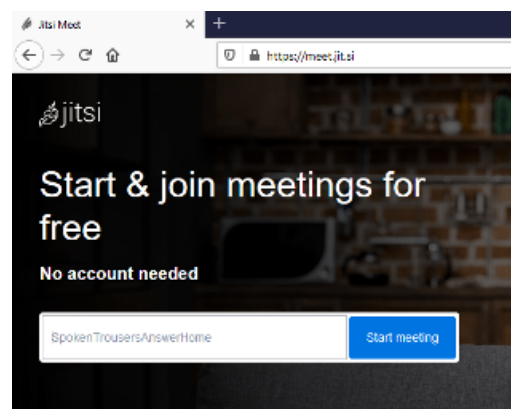 Jitsi Meet
https://meet.jit.si
jitsi
Start & join meetings for
free
No account needed
SpokenTrousersAnswerHome
Start meeting